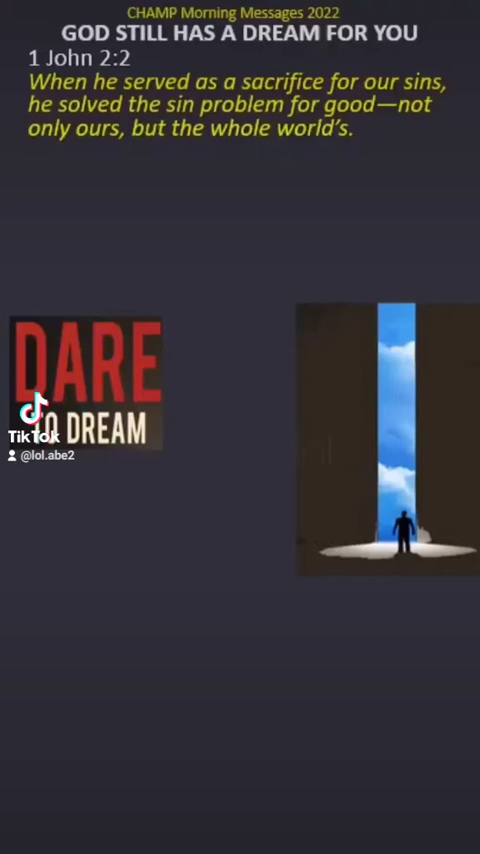 CHAMP Morning Messages 2022
GOD STILL HAS A DREAM FOR YOU
1 John 2:2
When he served as a sacrifice for our sins,
he solved the sin problem for good—not
only ours, but the whole world's.
DARE
TO DREAM
TikTok
@lol.abe2